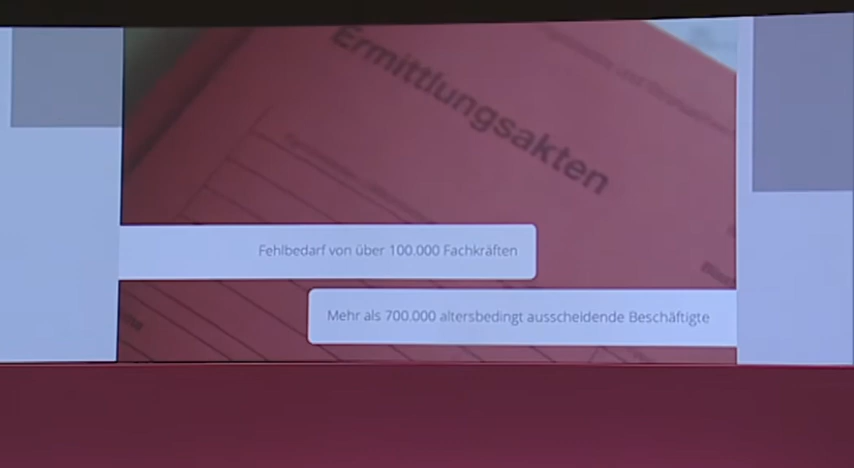 Ermittlungsakten
Fehlbedarf von über 100.000 Fachkräften
Mehr als 700.000 altersbedingt ausscheidende Beschäftigte